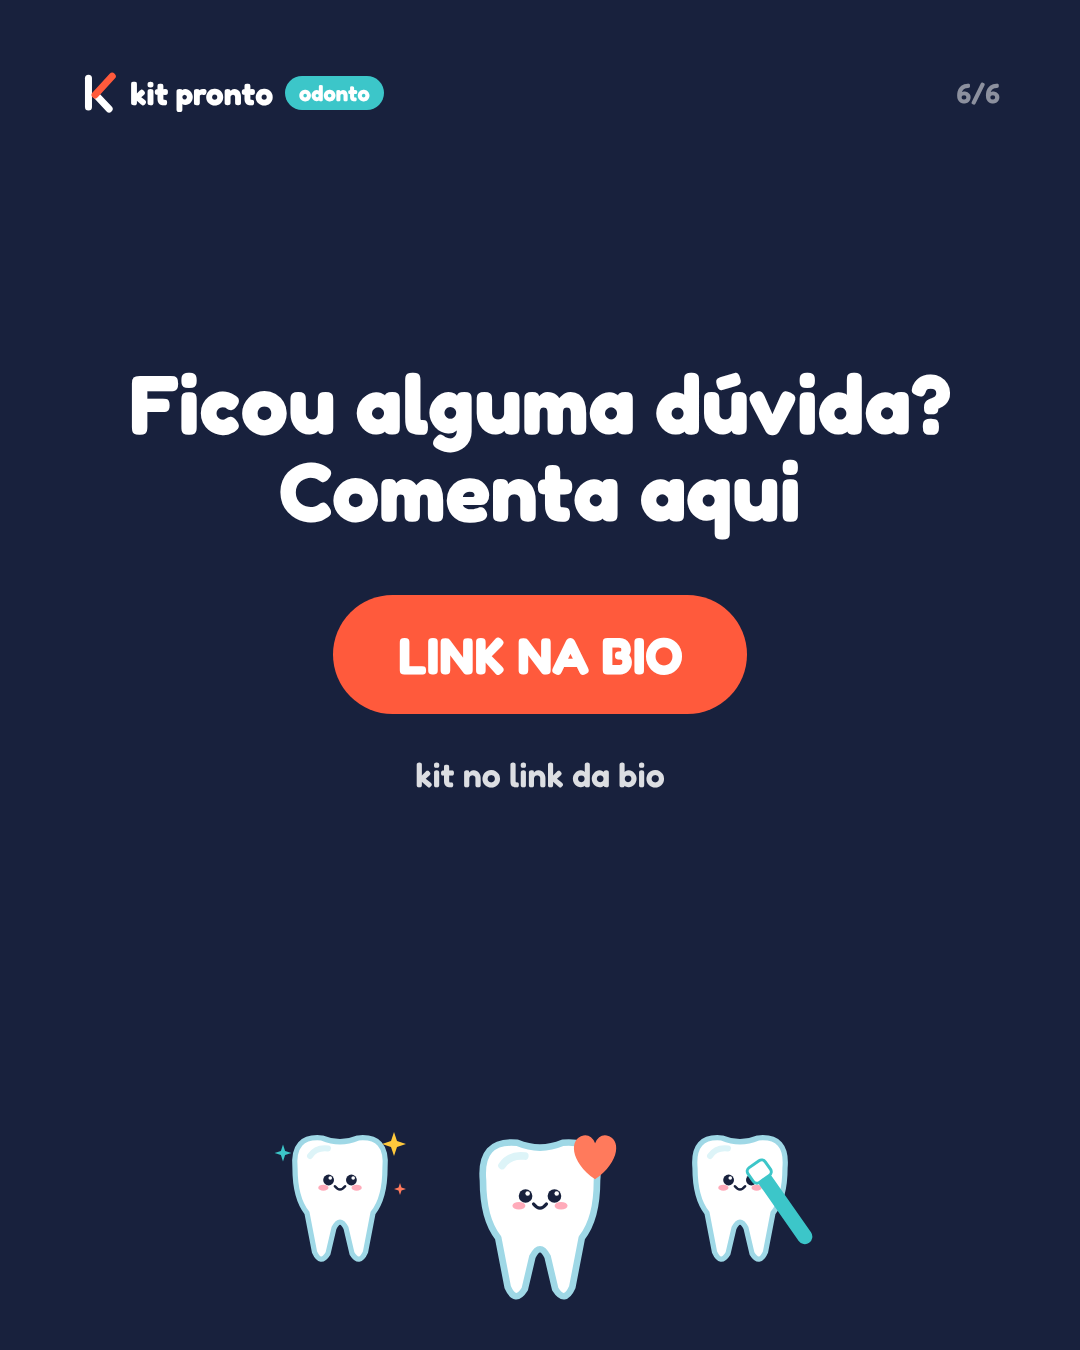 kit pronto odonto
6/6
Ficou alguma dúvida?
Comenta aqui
LINK NA BIO
kit no link da bio